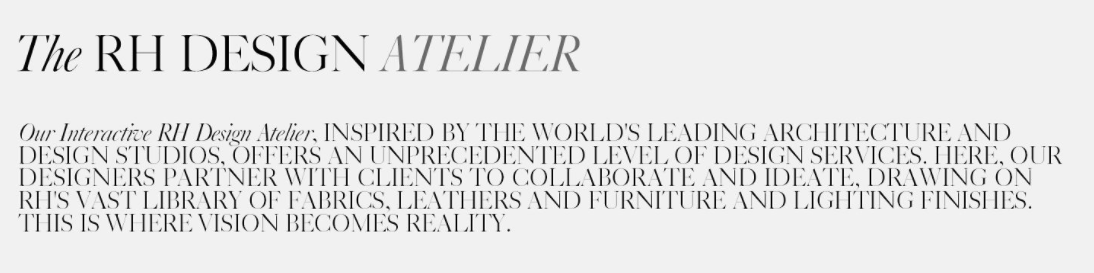 The RH DESIGN ATELIER
Our Interactive RH Design Atelier, INSPIRED BY THE WORLD'S LEADING ARCHITECTURE AND
DESIGN STUDIOS, OFFERS AN UNPRECEDENTED LEVEL OF DESIGN SERVICES. HERE, OUR
DESIGNERS PARTNER WITH CLIENTS TO COLLABORATE AND IDEATE, DRAWING ON
RH'S VAST LIBRARY OF FABRICS, LEATHERS AND FURNITURE AND LIGHTING FINISHES.
THIS IS WHERE VISION BECOMES REALITY.